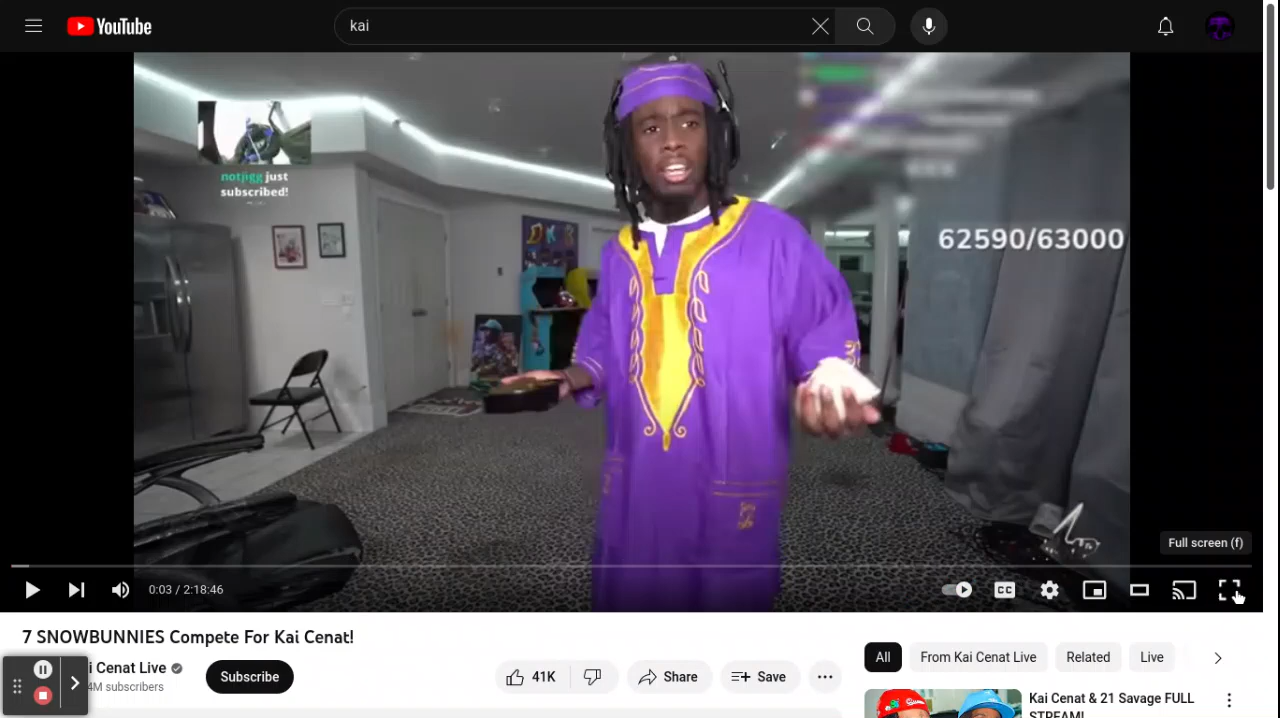 YouTube
kai
notjigg just
subscribed!
DKB
62590/63000
Full screen (f)
0:03 / 2:18:46
CC
7 SNOWBUNNIES Compete For Kai Cenat!
i Cenat Live
4M subscribers
Subscribe
41K
Share
Save
All
From Kai Cenat Live
Related
Live
Kai Cenat & 21 Savage FULL
STREAM!